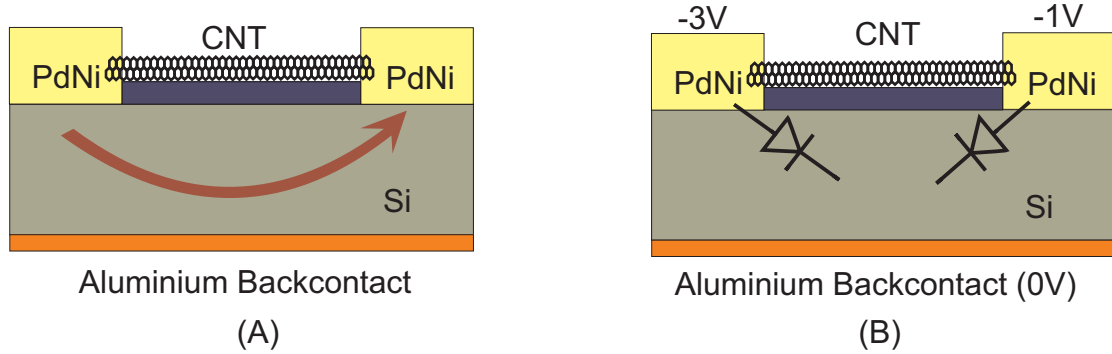 CNT
PdNi
PdNi
Si
Aluminium Backcontact
(A)
-3V
CNT
-1V
PdNi
PdNi
Si
Aluminium Backcontact (0V)
(B)